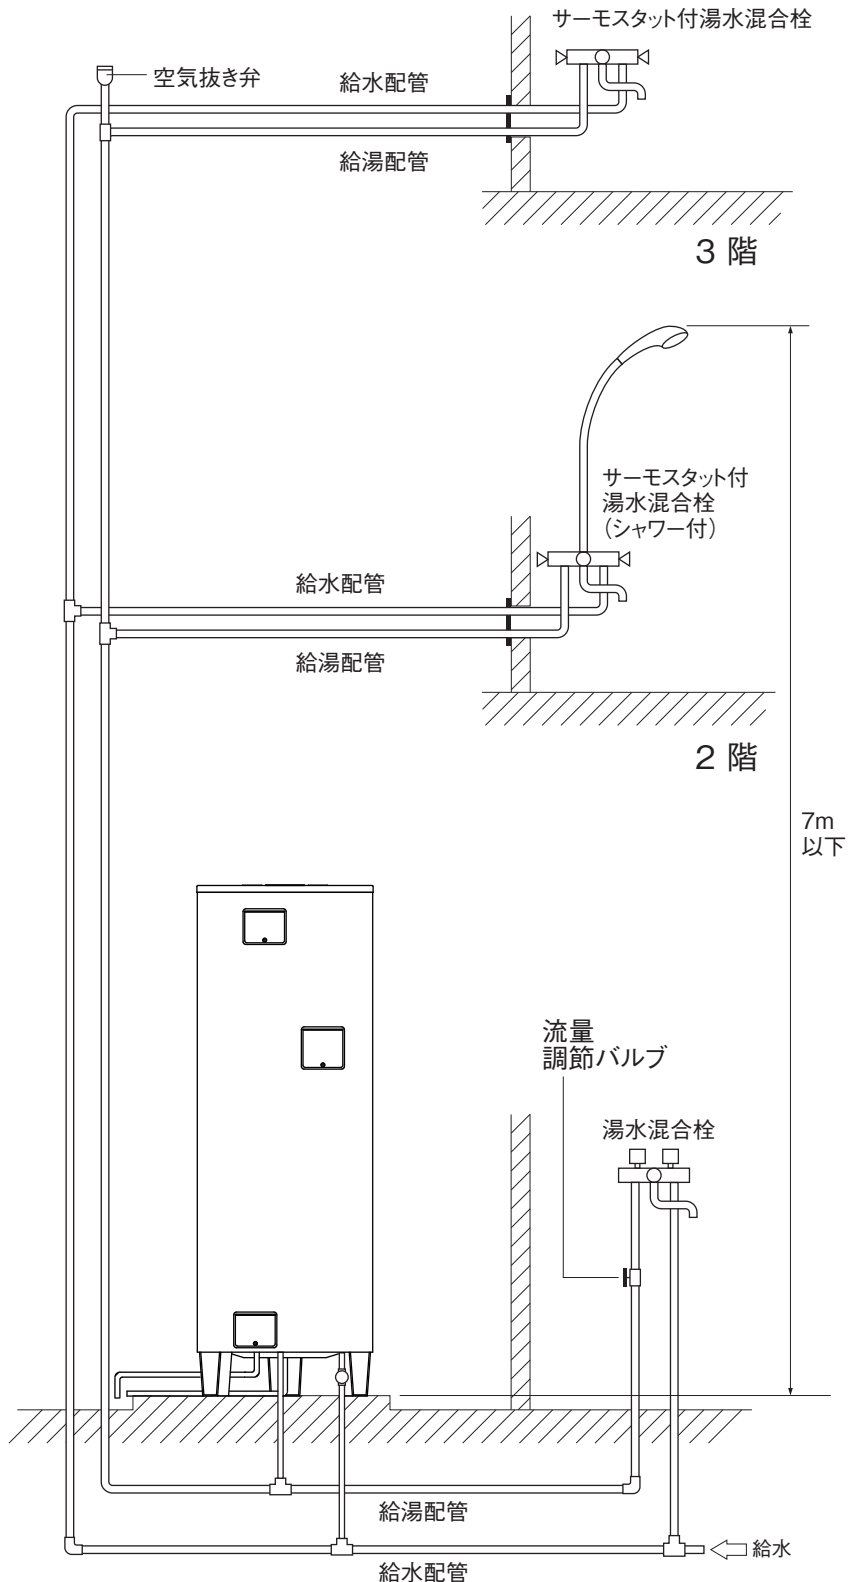 サーモスタット付湯水混合栓
空気抜き弁
給水配管
給湯配管
3 階
サーモスタット付
湯水混合栓
（シャワー付）
給水配管
給湯配管
2 階
7m
以下
流量
調節バルブ
湯水混合栓
給湯配管
給水
給水配管